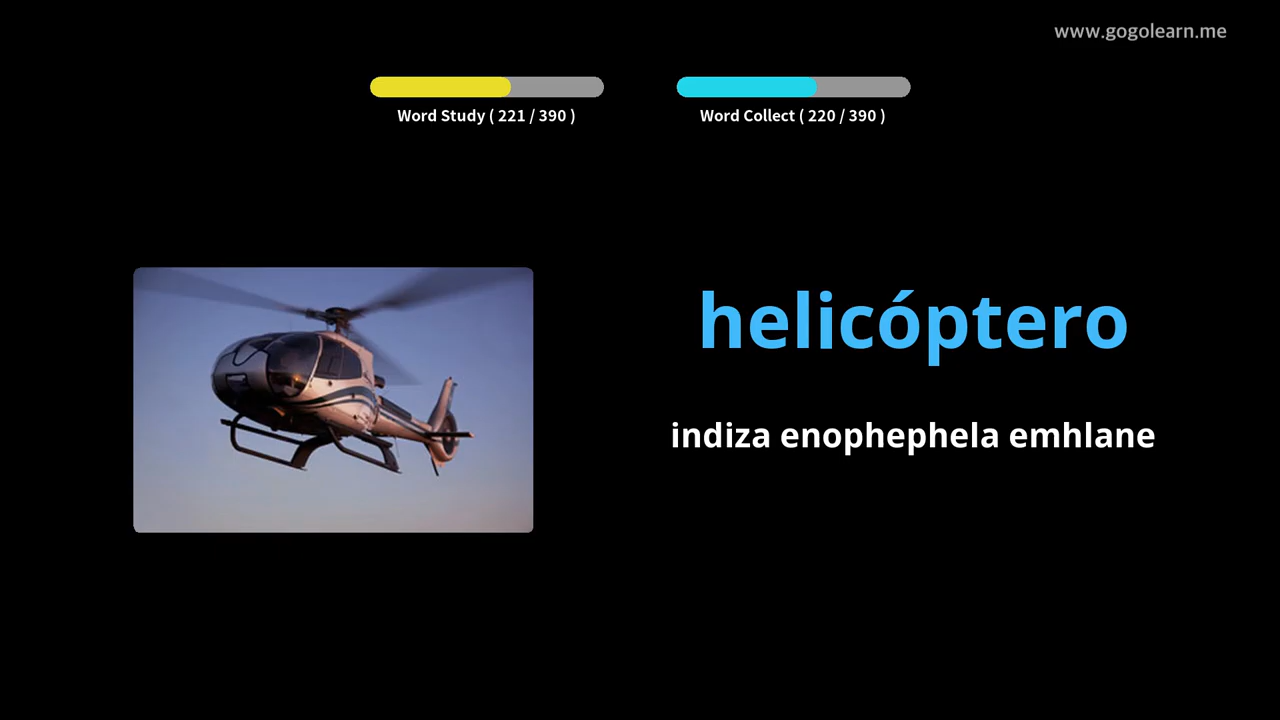 www.gogolearn.me
Word Study ( 221 / 390 )
Word Collect ( 220 / 390 )
helicóptero
indiza enophephela emhlane